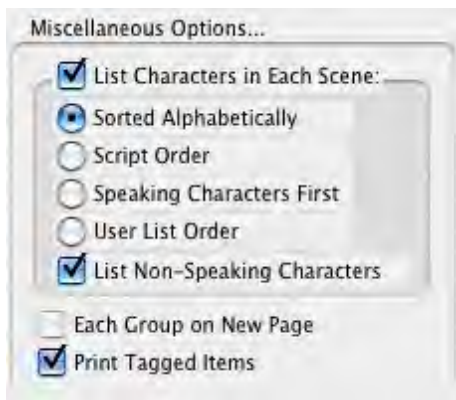 Miscellaneous Options...
List Characters in Each Scene:
Sorted Alphabetically
Script Order
Speaking Characters First
User List Order
List Non-Speaking Characters
Each Group on New Page
Print Tagged Items